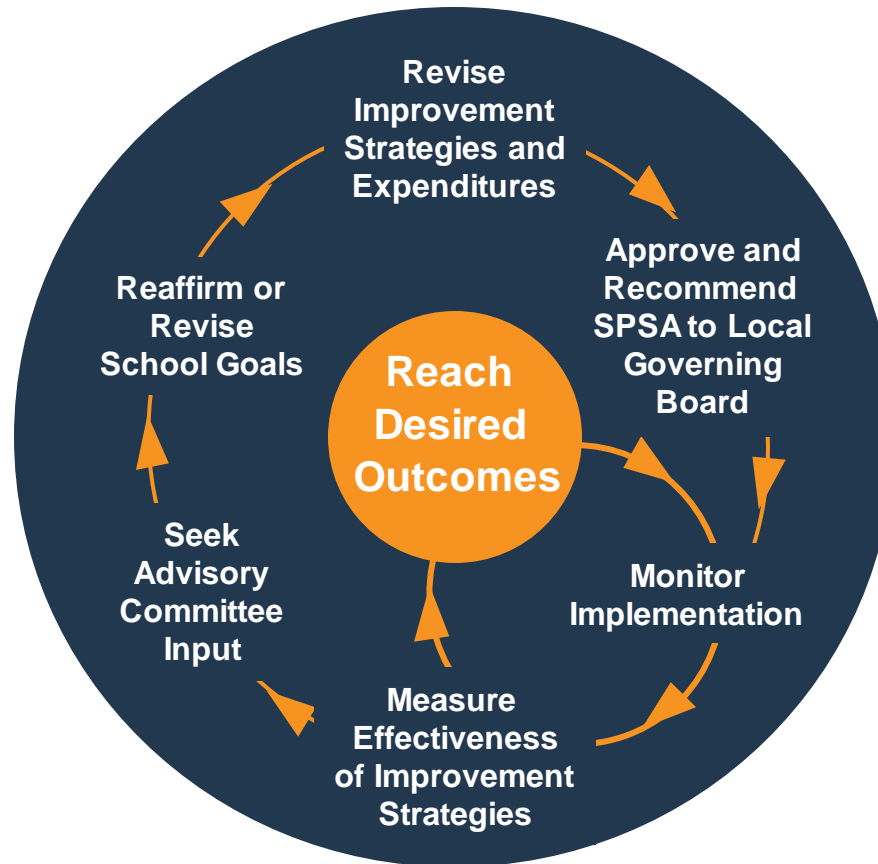 Revise
Improvement
Strategies and
Expenditures
Approve and
Recommend
SPSA to Local
Governing
Board
Monitor
Implementation
Measure
Effectiveness
of Improvement
Strategies
Seek
Advisory
Committee
Input
Reaffirm or
Revise
School Goals
Reach
Desired
Outcomes